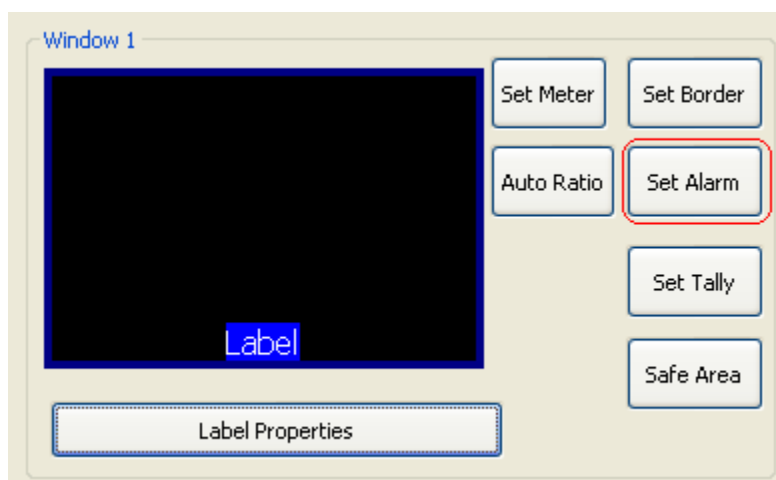 Window 1
Set Meter
Set Border
Auto Ratio
Set Alarm
Set Tally
Label
Safe Area
Label Properties